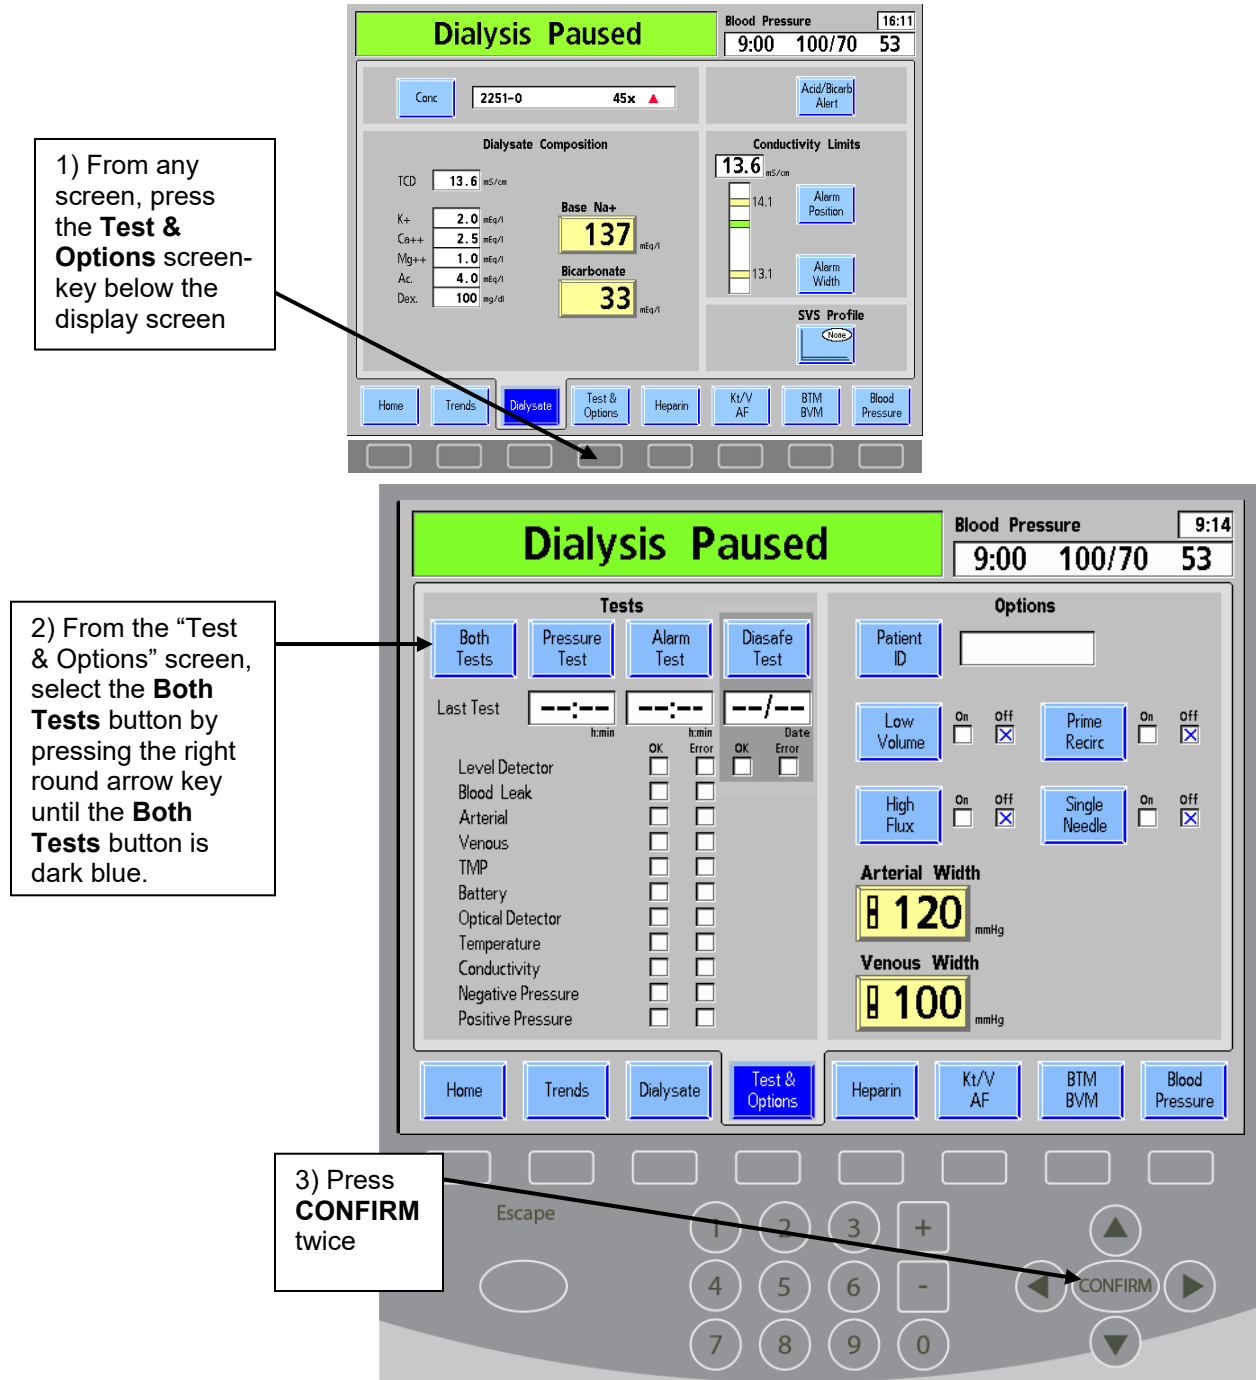 Dialysis Paused
Blood Pressure
16:11
9:00 100/70 53
Conc
2251-0 45x
Acid/Bicarb
Alert
1) From any
screen, press
the Test &
Options screen-
key below the
display screen
Dialysate Composition
TCD 13.6 mS/cm
K+ 2.0 mEq/l
Ca++ 2.5 mEq/l
Mg++ 1.0 mEq/l
Ac. 4.0 mEq/l
Dex. 100 mg/dl
Base Na+
137 mEq/l
Bicarbonate
33 mEq/l
Conductivity Limits
13.6 mS/cm
14.1
13.1
Alarm
Position
Alarm
Width
SVS Profile
None
Home
Trends
Dialysate
Test &
Options
Heparin
Kt/V
AF
BTM
BVM
Blood
Pressure
Dialysis Paused
Blood Pressure
9:14
9:00 100/70 53
2) From the “Test
& Options” screen,
select the Both
Tests button by
pressing the right
round arrow key
until the Both
Tests button is
dark blue.
Tests
Both
Tests
Pressure
Test
Alarm
Test
Diasafe
Test
Last Test --:-- --:-- --/--
h:min h:min Date
OK Error OK Error
Level Detector
Blood Leak
Arterial
Venous
TMP
Battery
Optical Detector
Temperature
Conductivity
Negative Pressure
Positive Pressure
Options
Patient
ID
Low
Volume
On Off
Prime
Recirc
On Off
High
Flux
On Off
Single
Needle
On Off
Arterial Width
120 mmHg
Venous Width
100 mmHg
Home
Trends
Dialysate
Test &
Options
Heparin
Kt/V
AF
BTM
BVM
Blood
Pressure
3) Press
CONFIRM
twice
Escape
1 2 3 +
4 5 6 -
7 8 9 0
CONFIRM